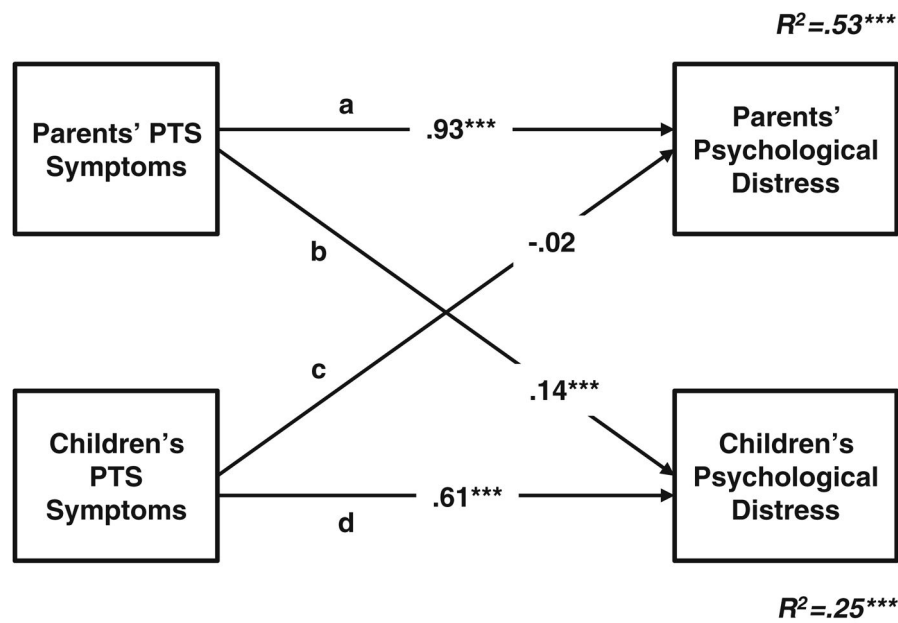 R²=.53***
Parents’ PTS
Symptoms
a
.93***
Parents’
Psychological
Distress
b
-.02
c
.14***
Children’s
PTS
Symptoms
d
.61***
Children’s
Psychological
Distress
R²=.25***